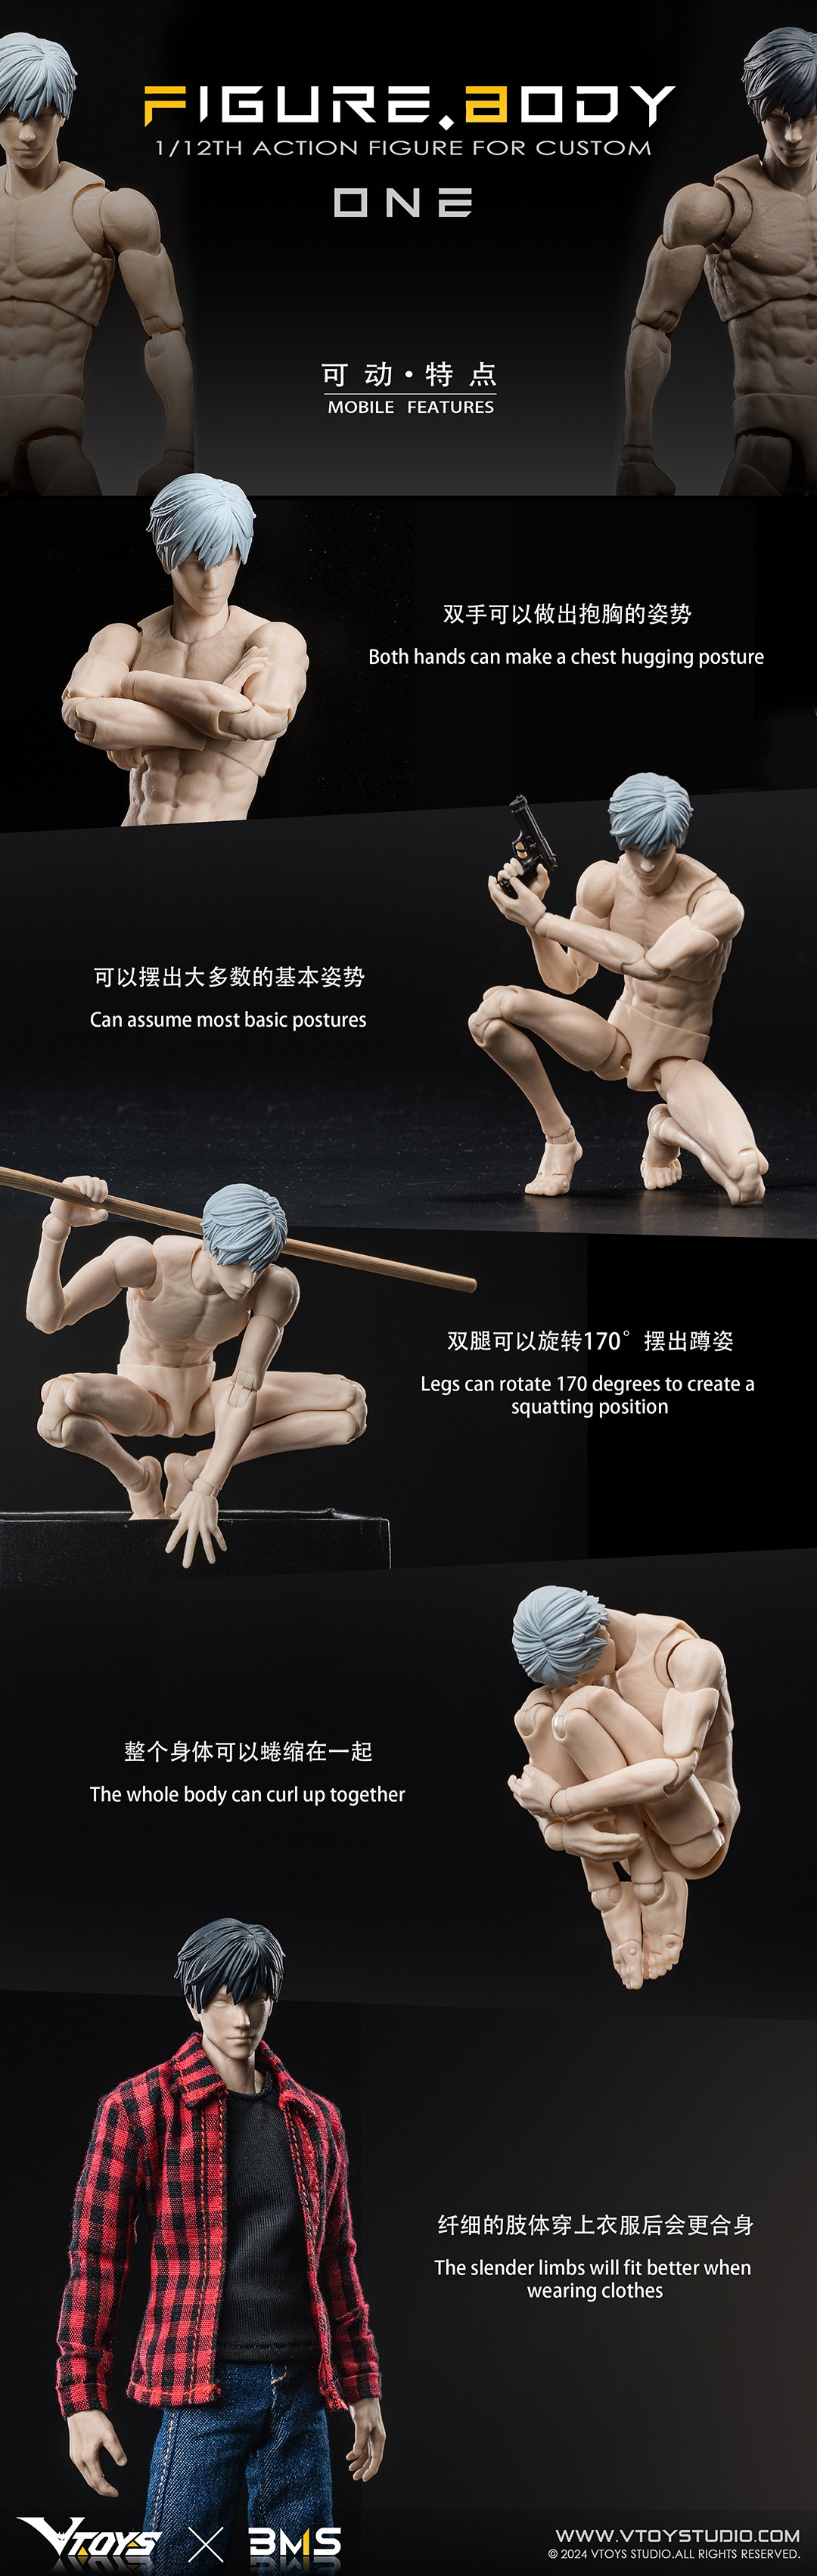 FIGURE.BODY
1/12TH ACTION FIGURE FOR CUSTOM
ONE
可动·特点
MOBILE FEATURES
双手可以做出抱胸的姿势
Both hands can make a chest hugging posture
可以摆出大多数的基本姿势
Can assume most basic postures
双腿可以旋转170°摆出蹲姿
Legs can rotate 170 degrees to create a
squatting position
整个身体可以蜷缩在一起
The whole body can curl up together
纤细的肢体穿上衣服后会更合身
The slender limbs will fit better when
wearing clothes
VTOYS X BMS
WWW.VTOYSTUDIO.COM
© 2024 VTOYS STUDIO.ALL RIGHTS RESERVED.